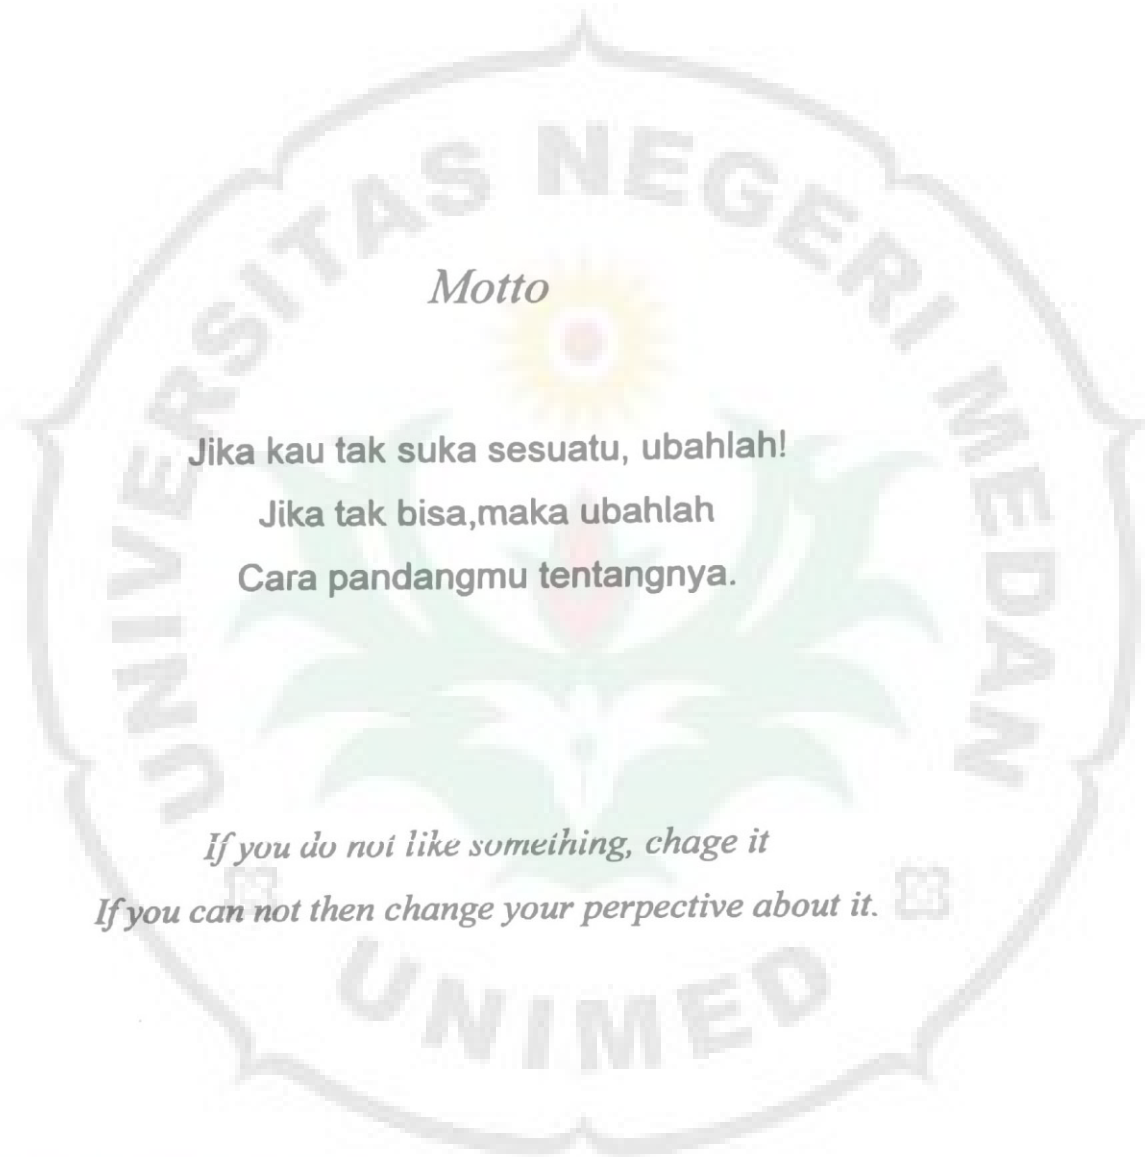 UNIVERSITAS NEGERI MEDAN
Motto
Jika kau tak suka sesuatu, ubahlah!
Jika tak bisa,maka ubahlah
Cara pandangmu tentangnya.
If you do not like something, chage it
If you can not then change your perpective about it.
UNIMED